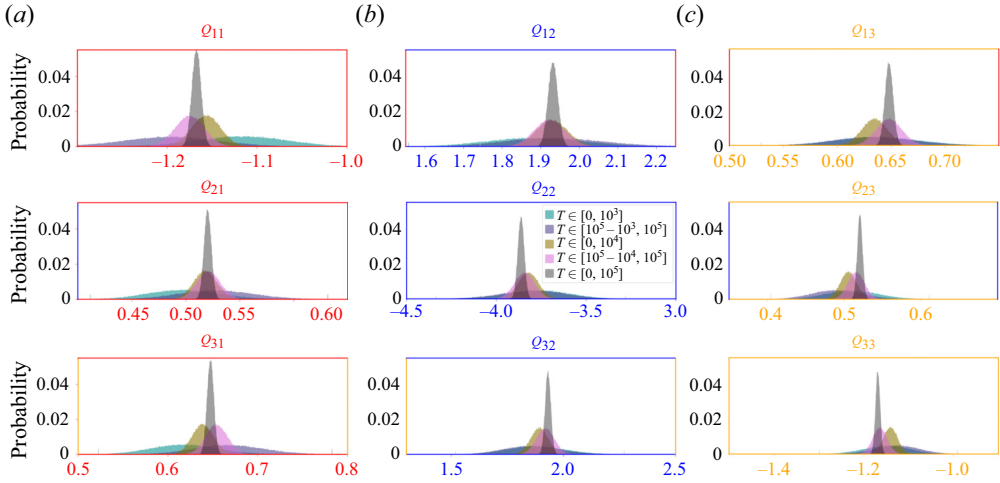 (a) (b) (c)
Q11 Q12 Q13
Probability
0.04 0.04 0.04
0.02 0.02 0.02
0 0 0
−1.2 −1.1 −1.0 1.6 1.7 1.8 1.9 2.0 2.1 2.2 0.50 0.55 0.60 0.65 0.70
Q21 Q22 Q23
Probability
T ∈ [0, 10³]
T ∈ [10⁵ − 10³, 10⁵]
T ∈ [0, 10⁴]
T ∈ [10⁵ − 10⁴, 10⁵]
T ∈ [0, 10⁵]
0.04 0.04 0.04
0.02 0.02 0.02
0 0 0
0.45 0.50 0.55 0.60 −4.5 −4.0 −3.5 3.0 0.4 0.5 0.6
Q31 Q32 Q33
Probability
0.04 0.04 0.04
0.02 0.02 0.02
0 0 0
0.5 0.6 0.7 0.8 1.5 2.0 2.5 −1.4 −1.2 −1.0